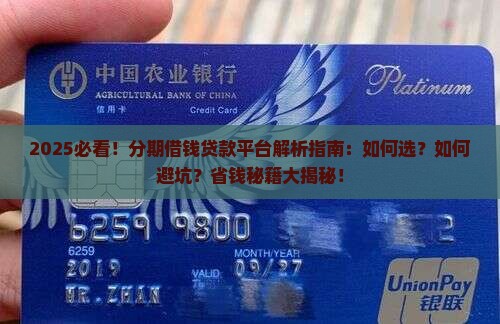 中国农业银行
AGRICULTURAL BANK OF CHINA
信用卡 Credit Card
Platinum
2025必看！分期借钱贷款平台解析指南：如何选？如何
避坑？省钱秘籍大揭秘！
6259 9800 2
6259
MONTH/YEAR
2019 VALID 09/27
MR.ZHAN
UnionPay
银联